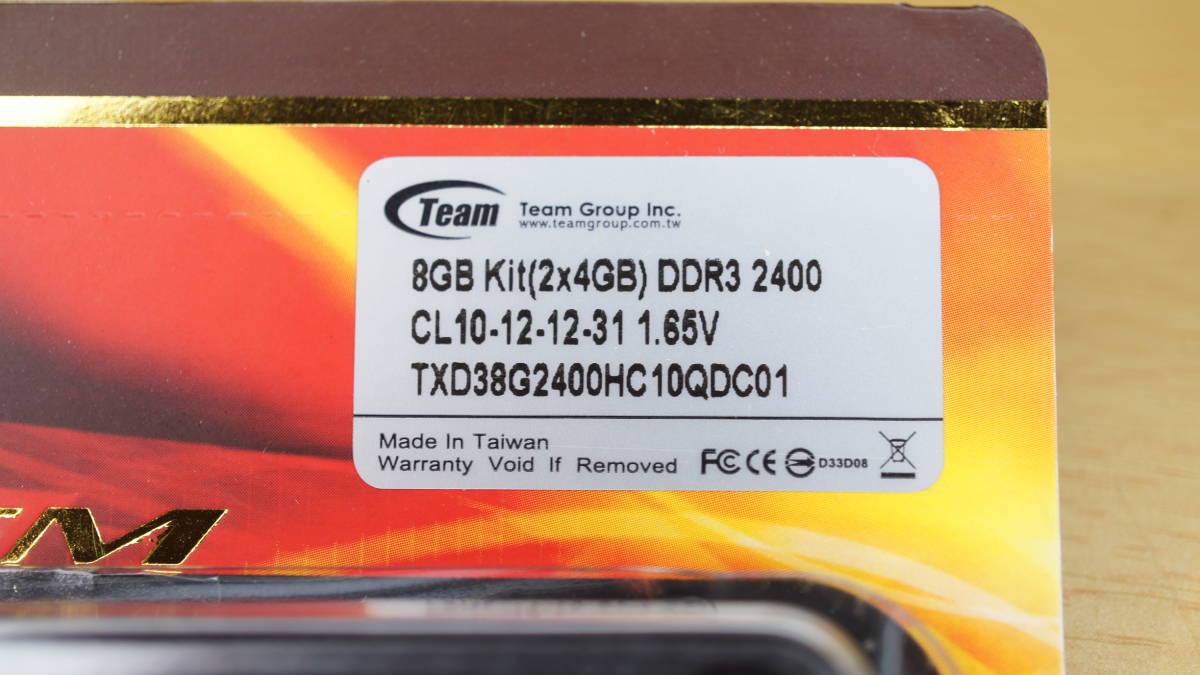 Team
Team Group Inc.
www.teamgroup.com.tw
8GB Kit(2x4GB) DDR3 2400
CL10-12-12-31 1.65V
TXD38G2400HC10QDC01
Made In Taiwan
Warranty Void If Removed
FC CE D33D08